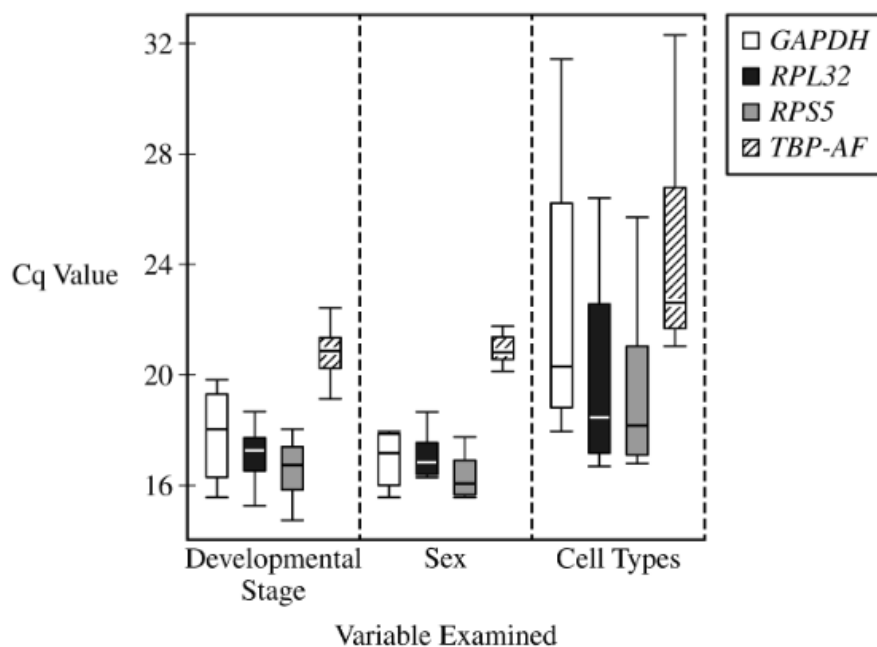 32
28
24
20
16
Cq Value
Developmental
Stage
Sex
Cell Types
Variable Examined
GAPDH
RPL32
RPS5
TBP-AF